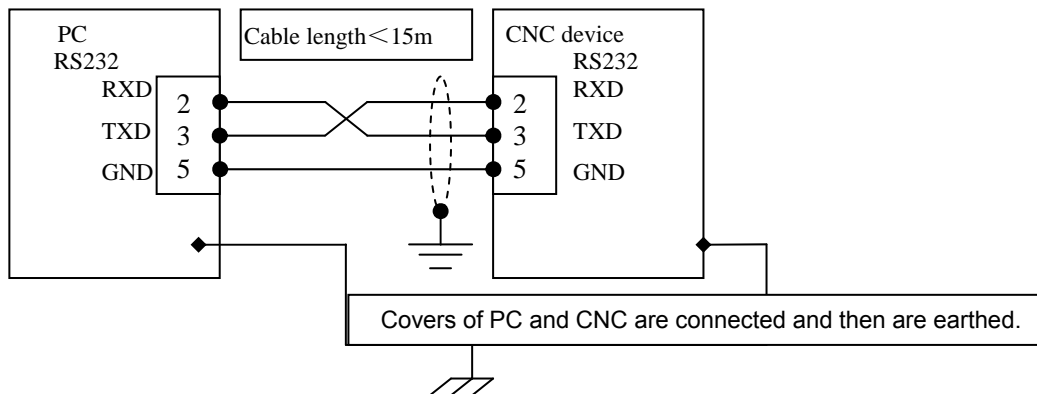 PC
RS232
RXD
2
TXD
3
GND
5
Cable length＜15m
CNC device
RS232
2
RXD
3
TXD
5
GND
Covers of PC and CNC are connected and then are earthed.